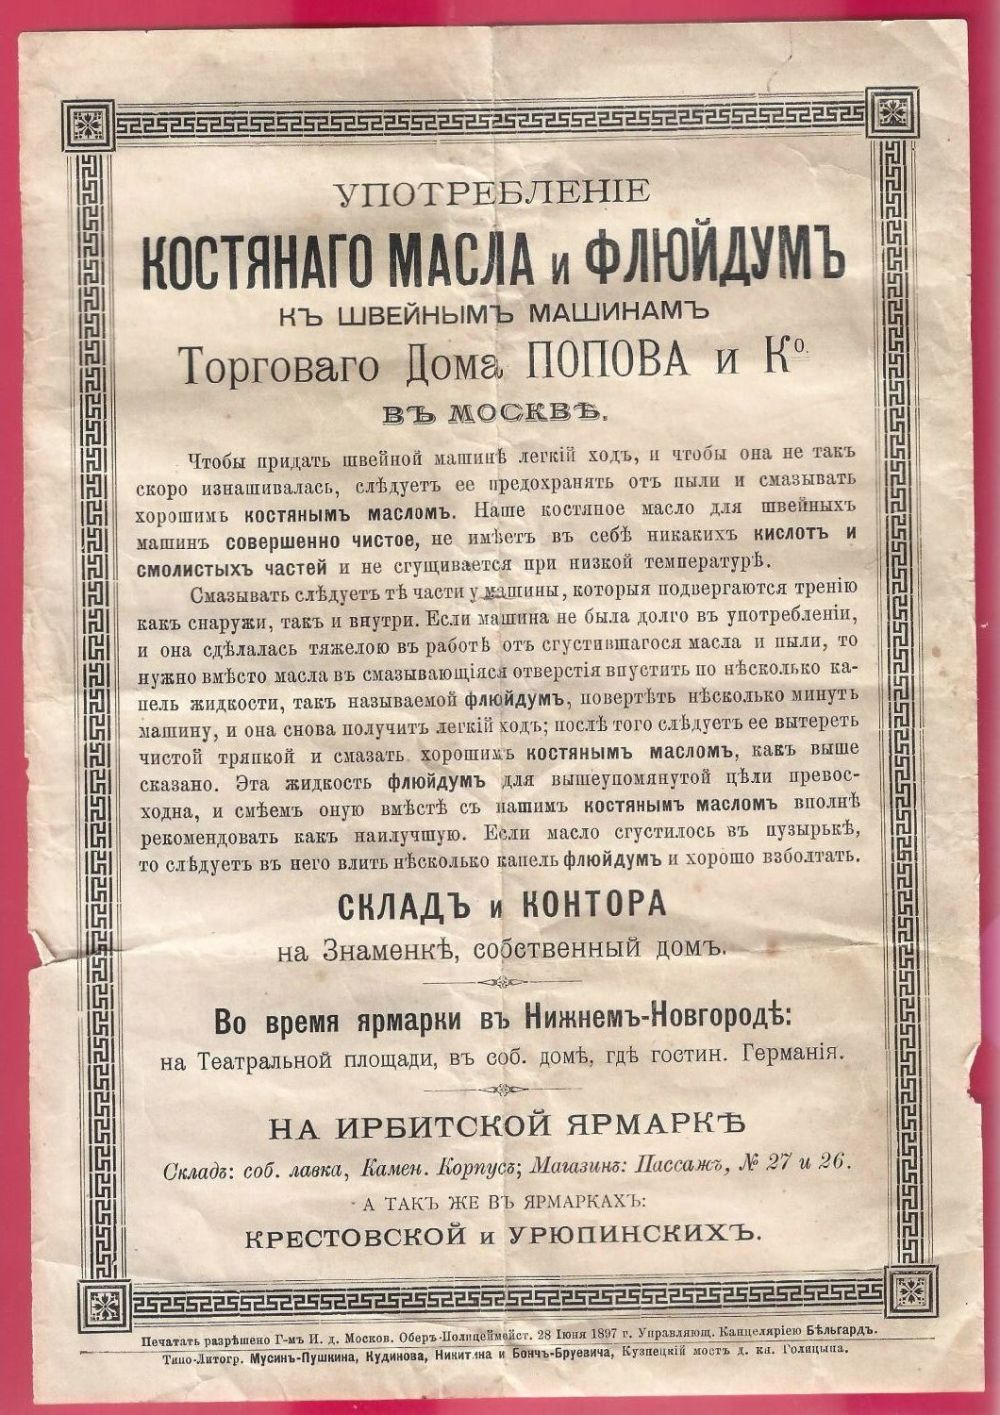 УПОТРЕБЛЕНІЕ
КОСТЯНАГО МАСЛА и ФЛЮЙДУМЪ
КЪ ШВЕЙНЫМЪ МАШИНАМЪ
Торговаго Дома ПОПОВА и Ко.
ВЪ МОСКВѢ.
Чтобы придать швейной машинѣ легкій ходъ, и чтобы она не такъ
скоро изнашивалась, слѣдуетъ ее предохранять отъ пыли и смазывать
хорошимъ костянымъ масломъ. Наше костяное масло для швейныхъ
машинъ совершенно чистое, не имѣетъ въ себѣ никакихъ кислотъ и
смолистыхъ частей и не сгущивается при низкой температурѣ.
Смазывать слѣдуетъ тѣ части у машины, которыя подвергаются тренію
какъ снаружи, такъ и внутри. Если машина не была долго въ употребленіи,
и она сдѣлалась тяжелою въ работѣ отъ сгустившагося масла и пыли, то
нужно вмѣсто масла въ смазывающіяся отверстія впустить по нѣсколько ка-
пель жидкости, такъ называемой флюйдумъ, повертѣть нѣсколько минутъ
машину, и она снова получитъ легкій ходъ; послѣ того слѣдуетъ ее вытереть
чистой тряпкой и смазать хорошимъ костянымъ масломъ, какъ выше
сказано. Эта жидкость флюйдумъ для вышеупомянутой цѣли превос-
ходна, и смѣемъ оную вмѣстѣ съ нашимъ костянымъ масломъ вполнѣ
рекомендовать какъ наилучшую. Если масло сгустилось въ пузырькѣ,
то слѣдуетъ въ него влить нѣсколько капель флюйдумъ и хорошо взболтать.
СКЛАДЪ и КОНТОРА
на Знаменкѣ, собственный домъ.
Во время ярмарки въ Нижнемъ-Новгородѣ:
на Театральной площади, въ соб. домѣ, гдѣ гостин. Германія.
НА ИРБИТСКОЙ ЯРМАРКѢ
Складъ: соб. лавка, Камен. Корпусъ; Магазинъ: Пассажъ, № 27 и 26.
А ТАКЪ ЖЕ ВЪ ЯРМАРКАХЪ:
КРЕСТОВСКОЙ и УРЮПИНСКИХЪ.
Печатать разрѣшено Г-мъ И. д. Москов. Оберъ-Полицеймейст. 28 Іюня 1897 г. Управляющ. Канцеляріею Бѣльгардъ.
Типо-Литогр. Мусинъ-Пушкина, Кудинова, Никитина и Бончъ-Бруевича, Кузнецкій мостъ д. кн. Голицына.